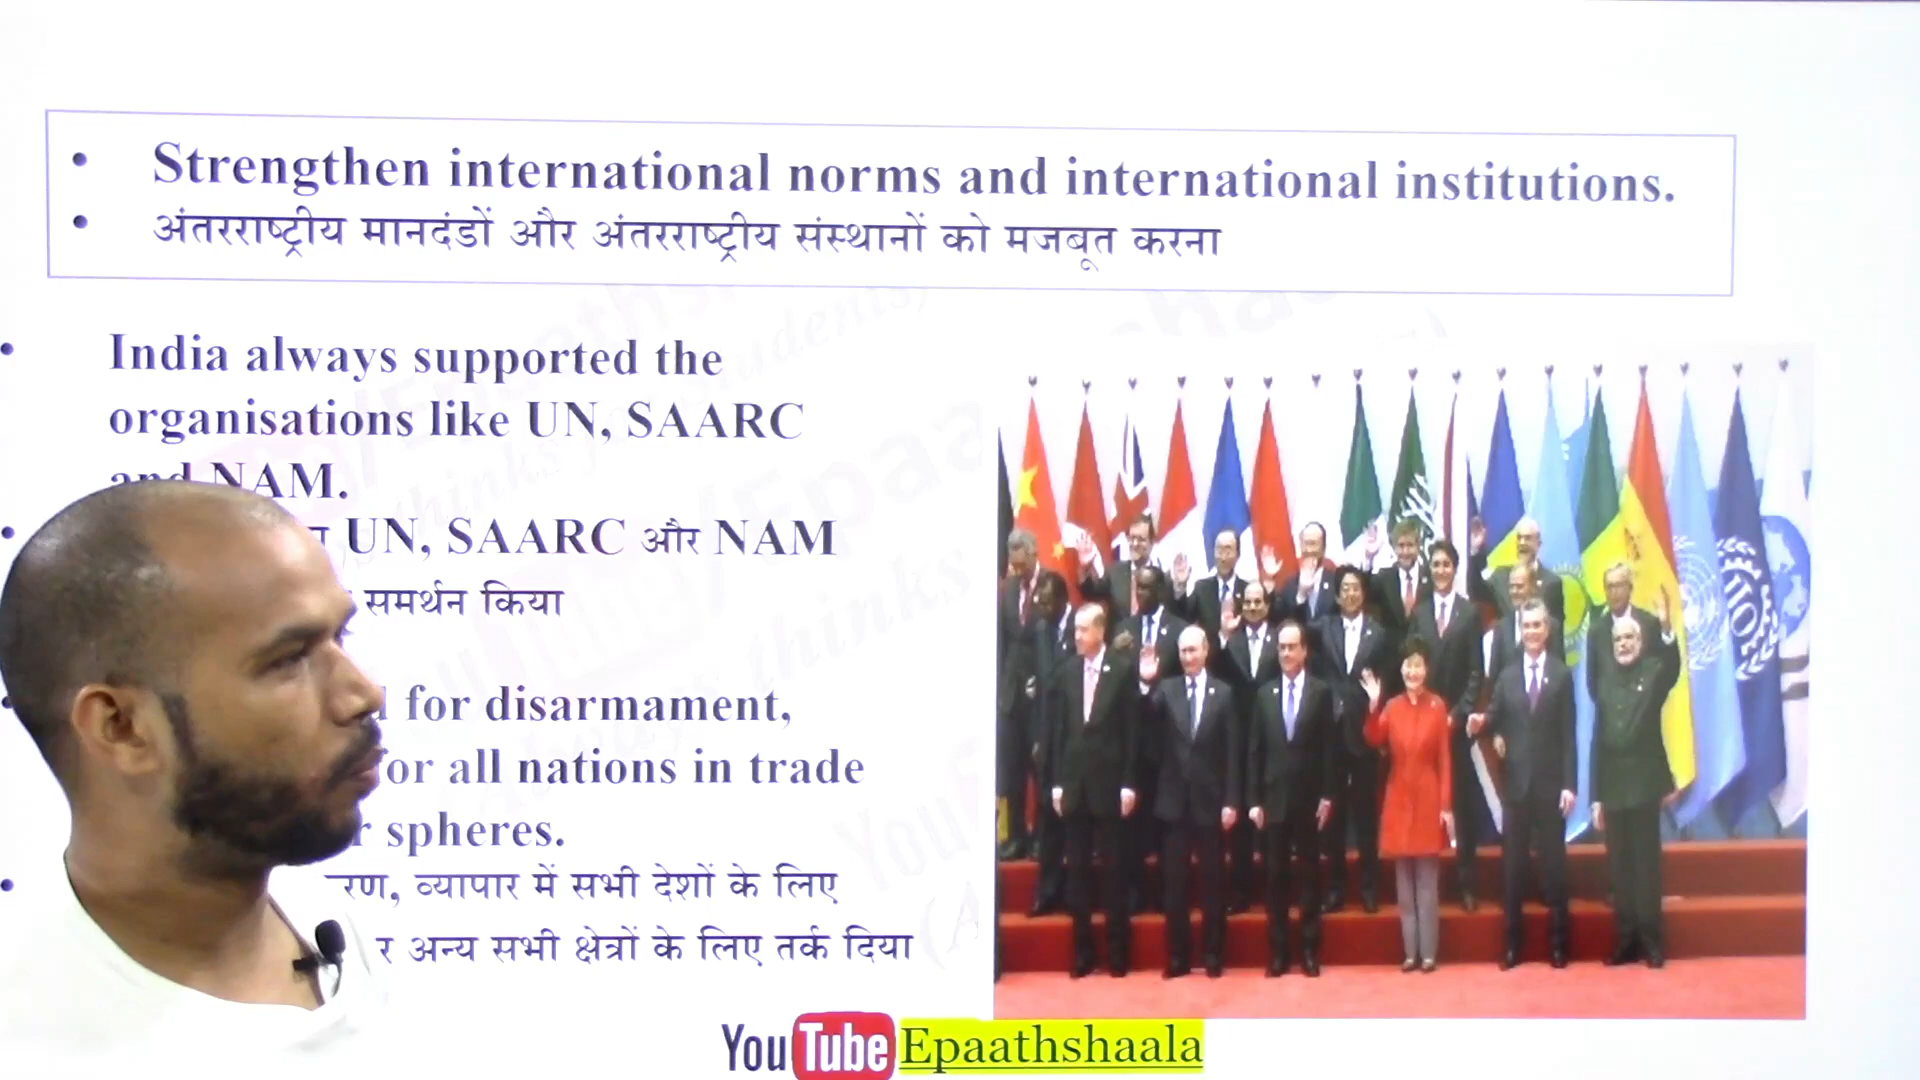 • Strengthen international norms and international institutions.
• अंतरराष्ट्रीय मानदंडों और अंतरराष्ट्रीय संस्थानों को मजबूत करना
• India always supported the
organisations like UN, SAARC
and NAM.
UN, SAARC और NAM
समर्थन किया
for disarmament,
for all nations in trade
spheres.
व्यापार में सभी देशों के लिए
अन्य सभी क्षेत्रों के लिए तर्क दिया
YouTube Epaathshaala